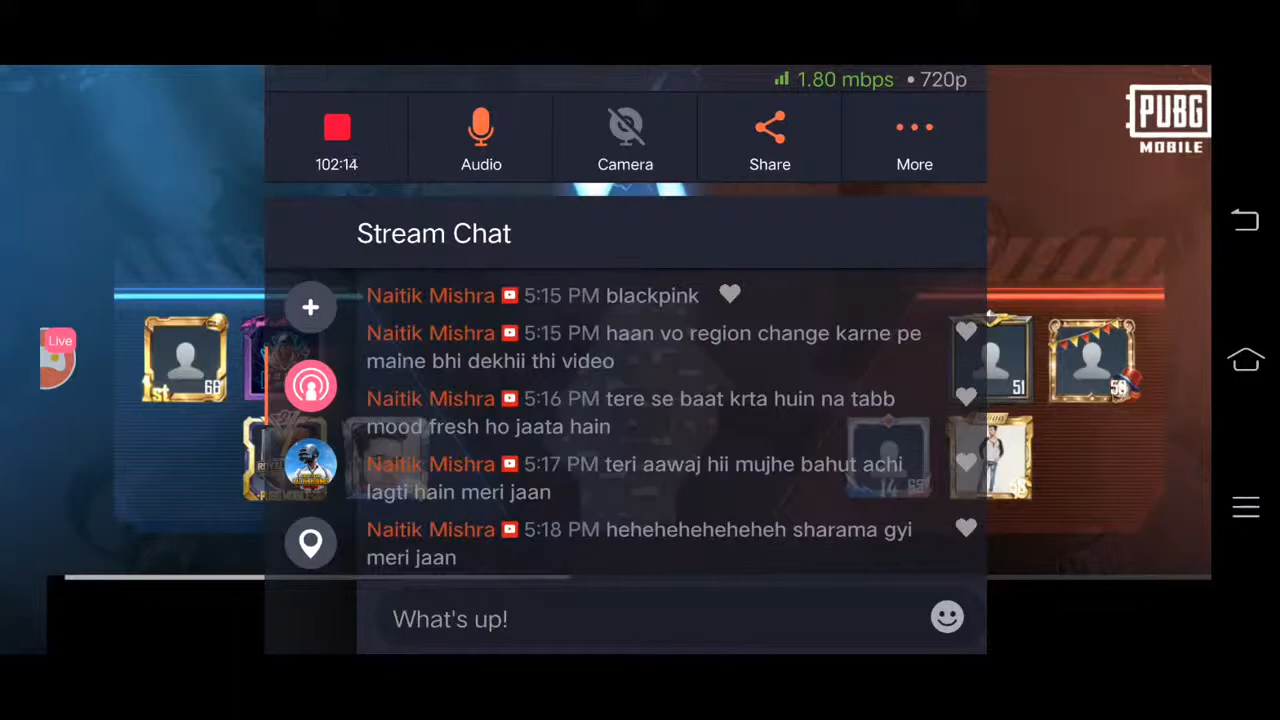 1.80 mbps • 720p
PUBG
MOBILE
102:14
Audio
Camera
Share
More
Stream Chat
Naitik Mishra 5:15 PM blackpink
Naitik Mishra 5:15 PM haan vo region change karne pe
maine bhi dekhii thi video
Naitik Mishra 5:16 PM tere se baat krta huin na tabb
mood fresh ho jaata hain
Naitik Mishra 5:17 PM teri aawaj hii mujhe bahut achi
lagti hain meri jaan
Naitik Mishra 5:18 PM heheheheheheheh sharama gyi
meri jaan
What's up!
Live
1st 66
51